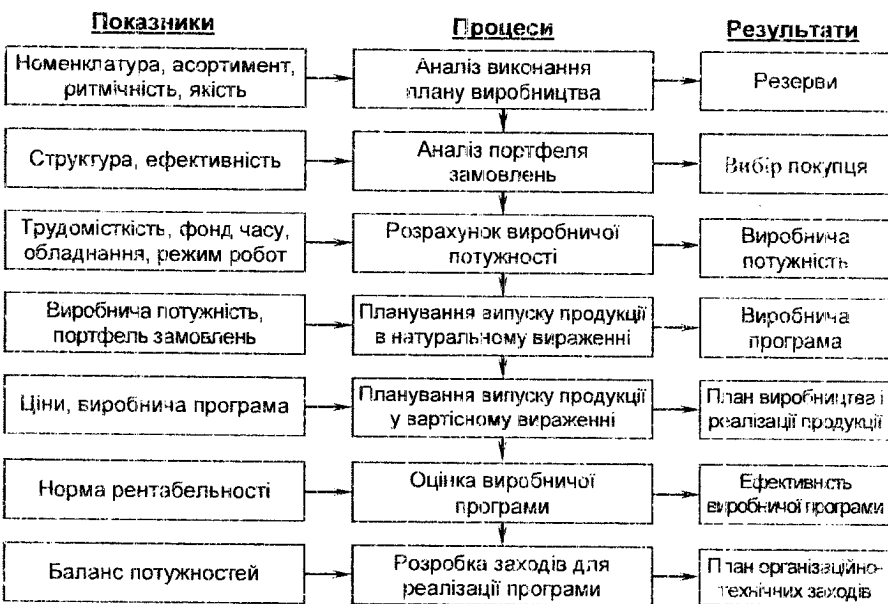 Показники
Процеси
Результати
Номенклатура, асортимент,
ритмічність, якість
Аналіз виконання
плану виробництва
Резерви
Структура, ефективність
Аналіз портфеля
замовлень
Вибір покупця
Трудомісткість, фонд часу,
обладнання, режим робот
Розрахунок виробничої
потужності
Виробнича
потужність
Виробнича потужність,
портфель замовлень
Планування випуску продукції
в натуральному вираженні
Виробнича
програма
Ціни, виробнича програма
Планування випуску продукції
у вартісному вираженні
План виробництва і
реалізації продукції
Норма рентабельності
Оцінка виробничої
програми
Ефективність
виробничої програми
Баланс потужностей
Розробка заходів для
реалізації програми
План організаційно-
технічних заходів